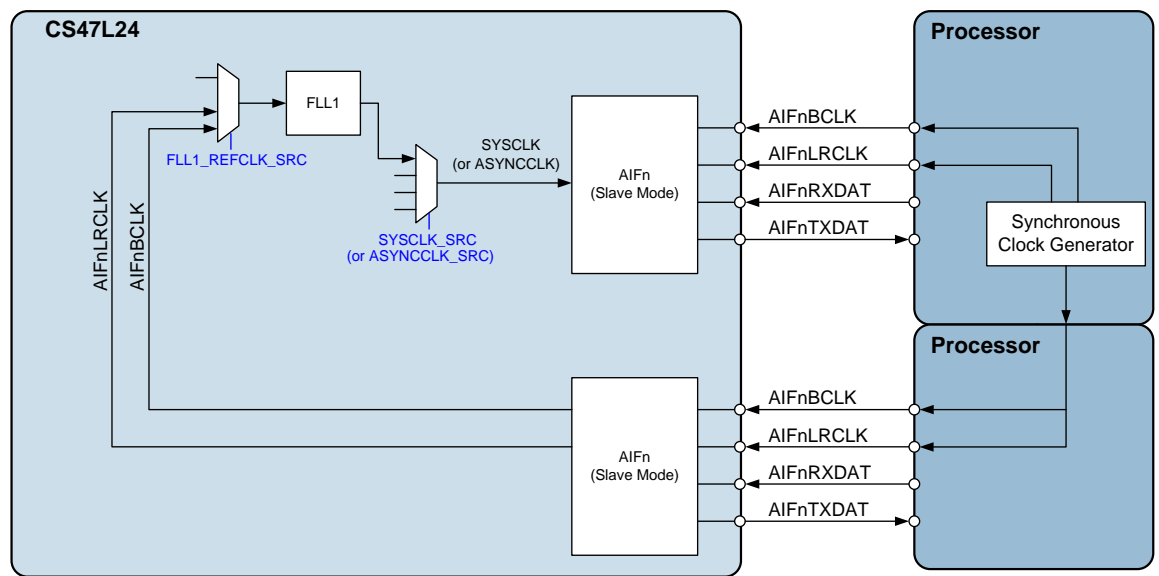 CS47L24
Processor
FLL1
FLL1_REFCLK_SRC
SYSCLK
(or ASYNCCLK)
SYSCLK_SRC
(or ASYNCCLK_SRC)
AIFn
(Slave Mode)
AIFnBCLK
AIFnLRCLK
AIFnRXDAT
AIFnTXDAT
Synchronous
Clock Generator
AIFnLRCLK
AIFnBCLK
Processor
AIFn
(Slave Mode)
AIFnBCLK
AIFnLRCLK
AIFnRXDAT
AIFnTXDAT